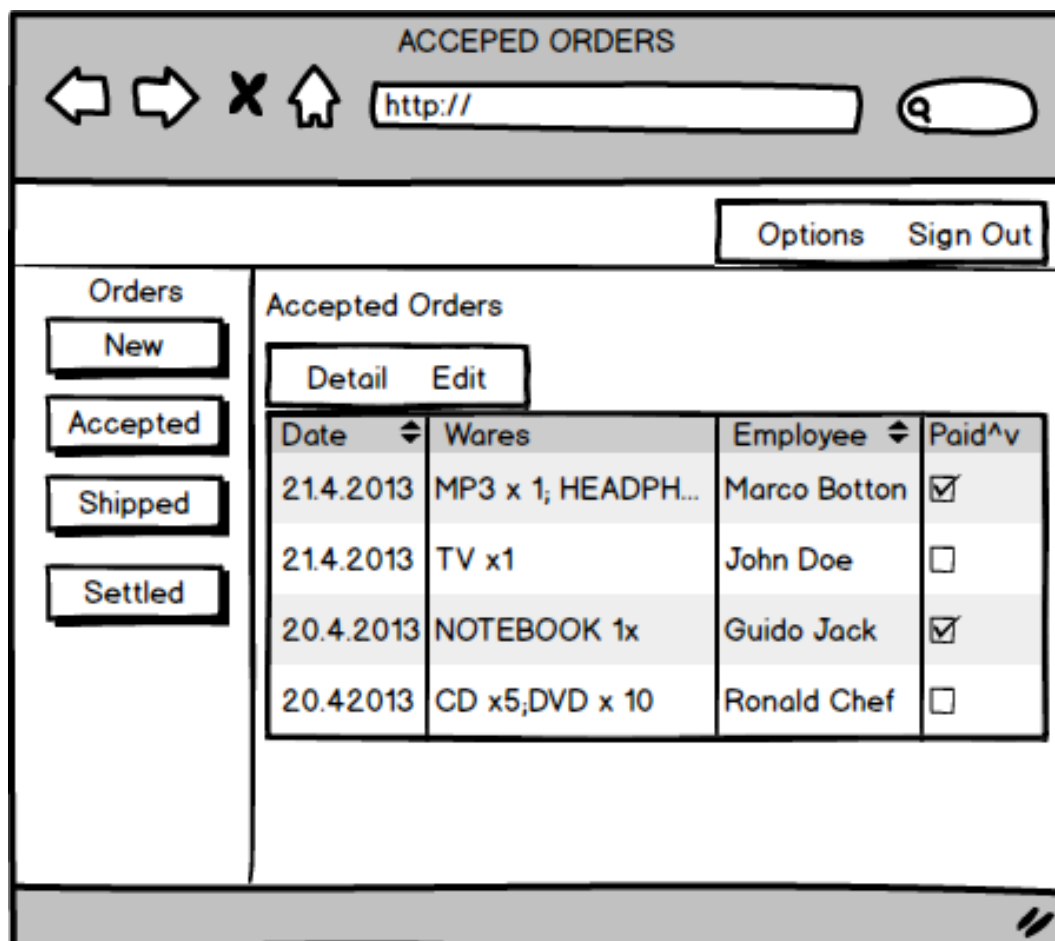 ACCEPED ORDERS
http://
Options Sign Out
Orders
New
Accepted
Shipped
Settled
Accepted Orders
Detail Edit
Date Wares Employee Paid^v
21.4.2013 MP3 x 1; HEADPH... Marco Botton
21.4.2013 TV x1 John Doe
20.4.2013 NOTEBOOK 1x Guido Jack
20.42013 CD x5;DVD x 10 Ronald Chef